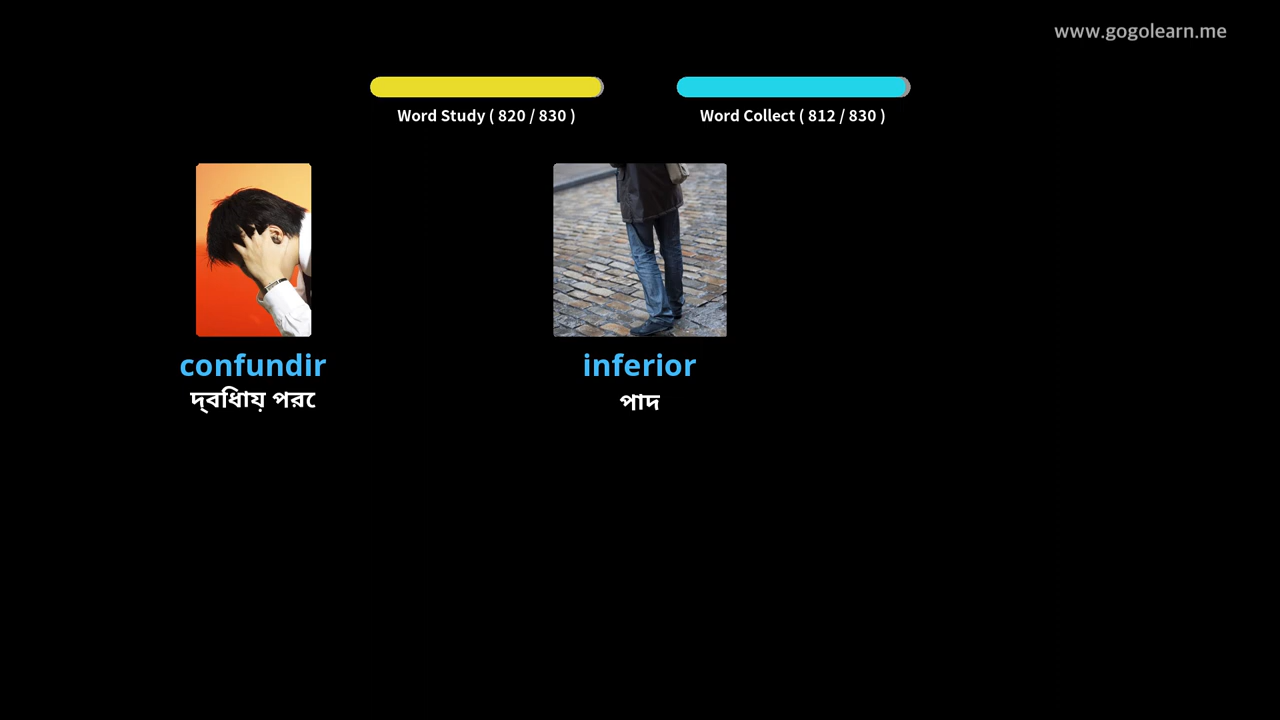 www.gogolearn.me
Word Study ( 820 / 830 )
Word Collect ( 812 / 830 )
confundir
দ্বিধায় পরে
inferior
পাদ